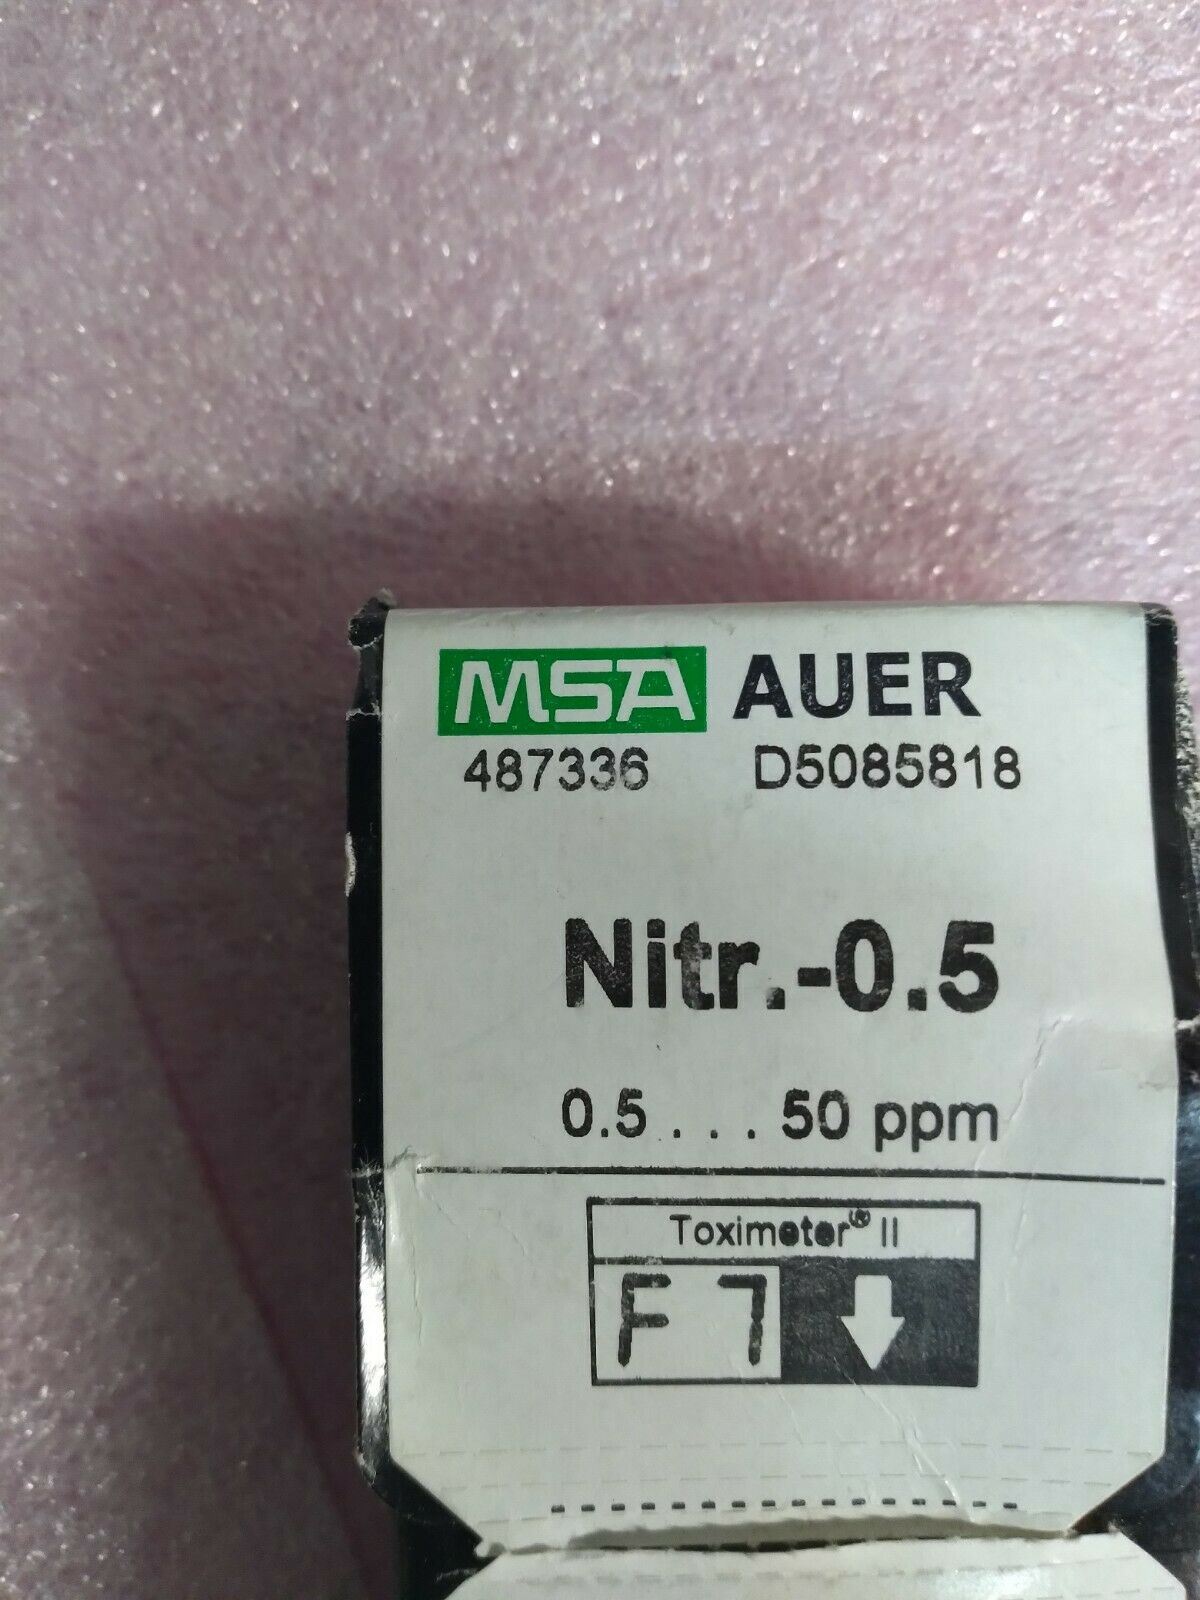 MSA AUER
487336 D5085818
Nitr.-0.5
0.5 . . . 50 ppm
Toximeter® II
F 7